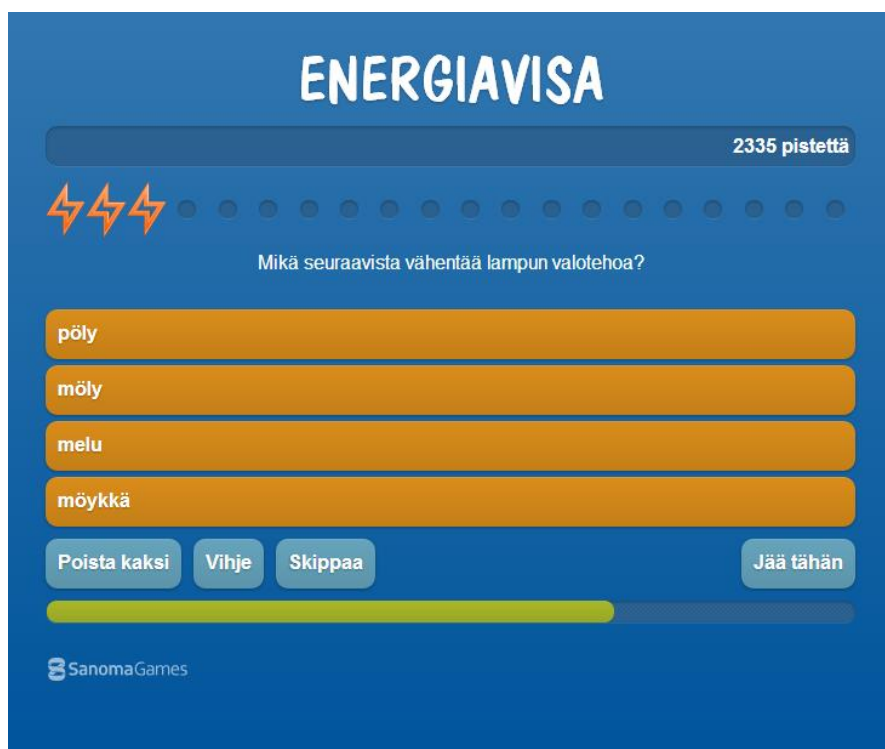 ENERGIAVISA
2335 pistettä
Mikä seuraavista vähentää lampun valotehoa?
pöly
möly
melu
möykkä
Poista kaksi Vihje Skippaa Jää tähän
SanomaGames